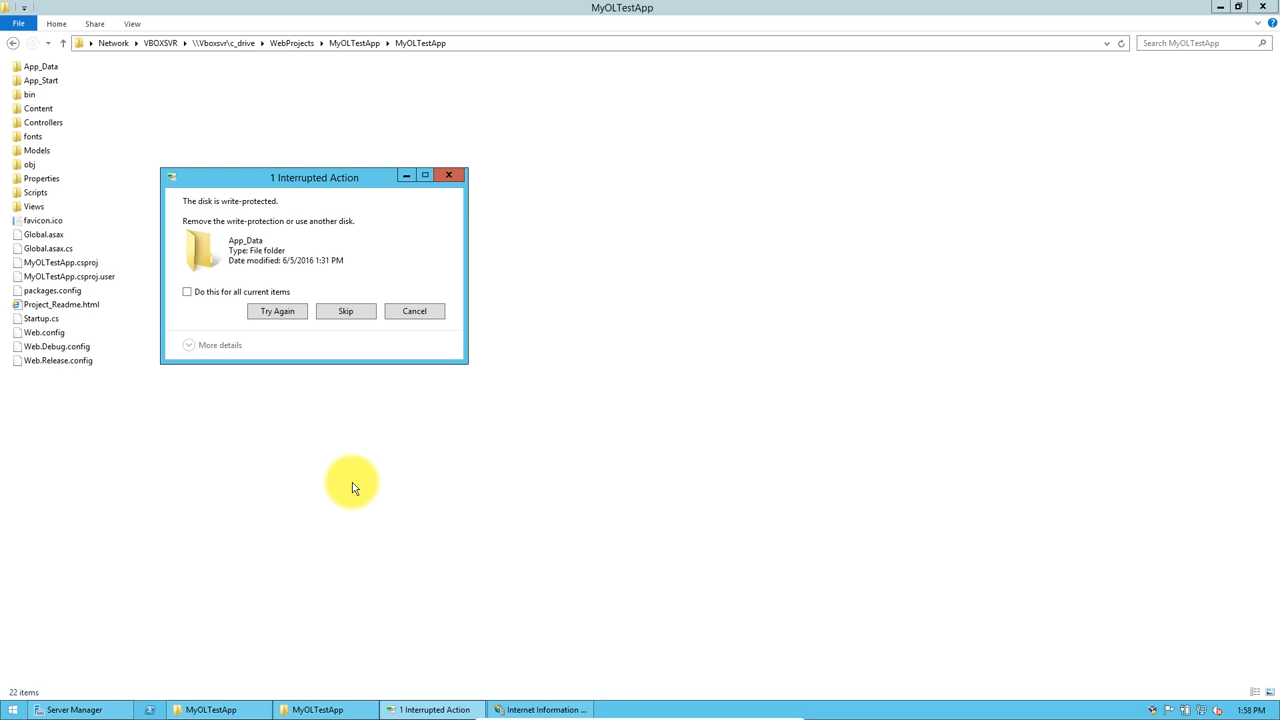 MyOLTestApp
File Home Share View
Network VBOXSVR \\Vboxsvr\c_drive WebProjects MyOLTestApp MyOLTestApp
Search MyOLTestApp
App_Data
App_Start
bin
Content
Controllers
fonts
Models
obj
Properties
Scripts
Views
favicon.ico
Global.asax
Global.asax.cs
MyOLTestApp.csproj
MyOLTestApp.csproj.user
packages.config
Project_Readme.html
Startup.cs
Web.config
Web.Debug.config
Web.Release.config
1 Interrupted Action
The disk is write-protected.
Remove the write-protection or use another disk.
App_Data
Type: File folder
Date modified: 6/5/2016 1:31 PM
Do this for all current items
Try Again Skip Cancel
More details
22 items
Server Manager MyOLTestApp MyOLTestApp 1 Interrupted Action Internet Information ... 1:58 PM